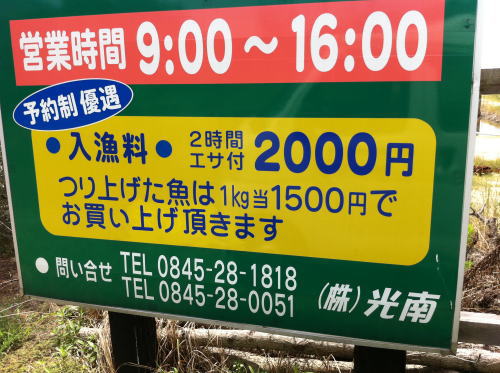 営業時間 9:00～16:00
予約制 優遇
●入漁料● 2時間 エサ付 2000円
つり上げた魚は1kg当1500円で
お買い上げ頂きます
●問い合せ TEL 0845-28-1818
TEL 0845-28-0051
(株)光南